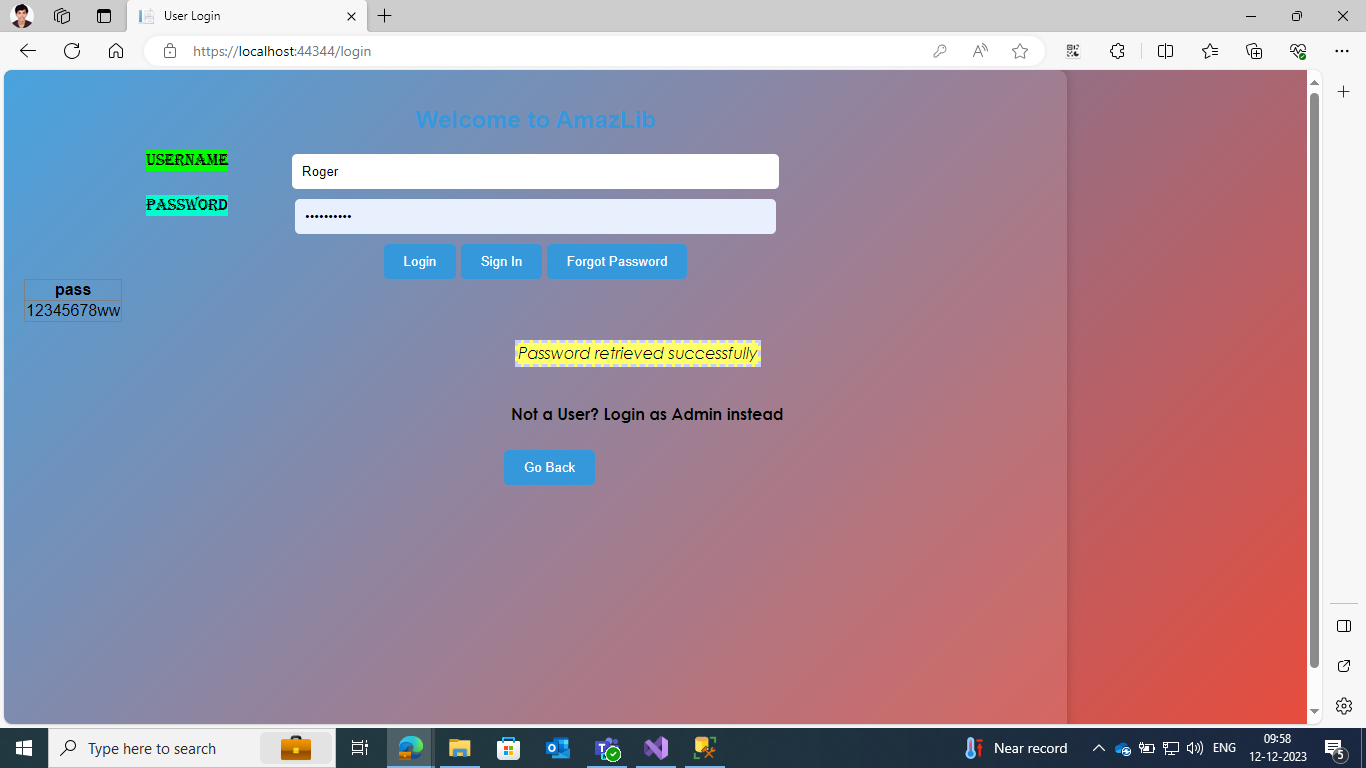 User Login
https://localhost:44344/login
Welcome to AmazLib
USERNAME
Roger
PASSWORD
••••••••••
Login Sign In Forgot Password
pass
12345678ww
Password retrieved successfully
Not a User? Login as Admin instead
Go Back
Type here to search
Near record
ENG
09:58
12-12-2023
5